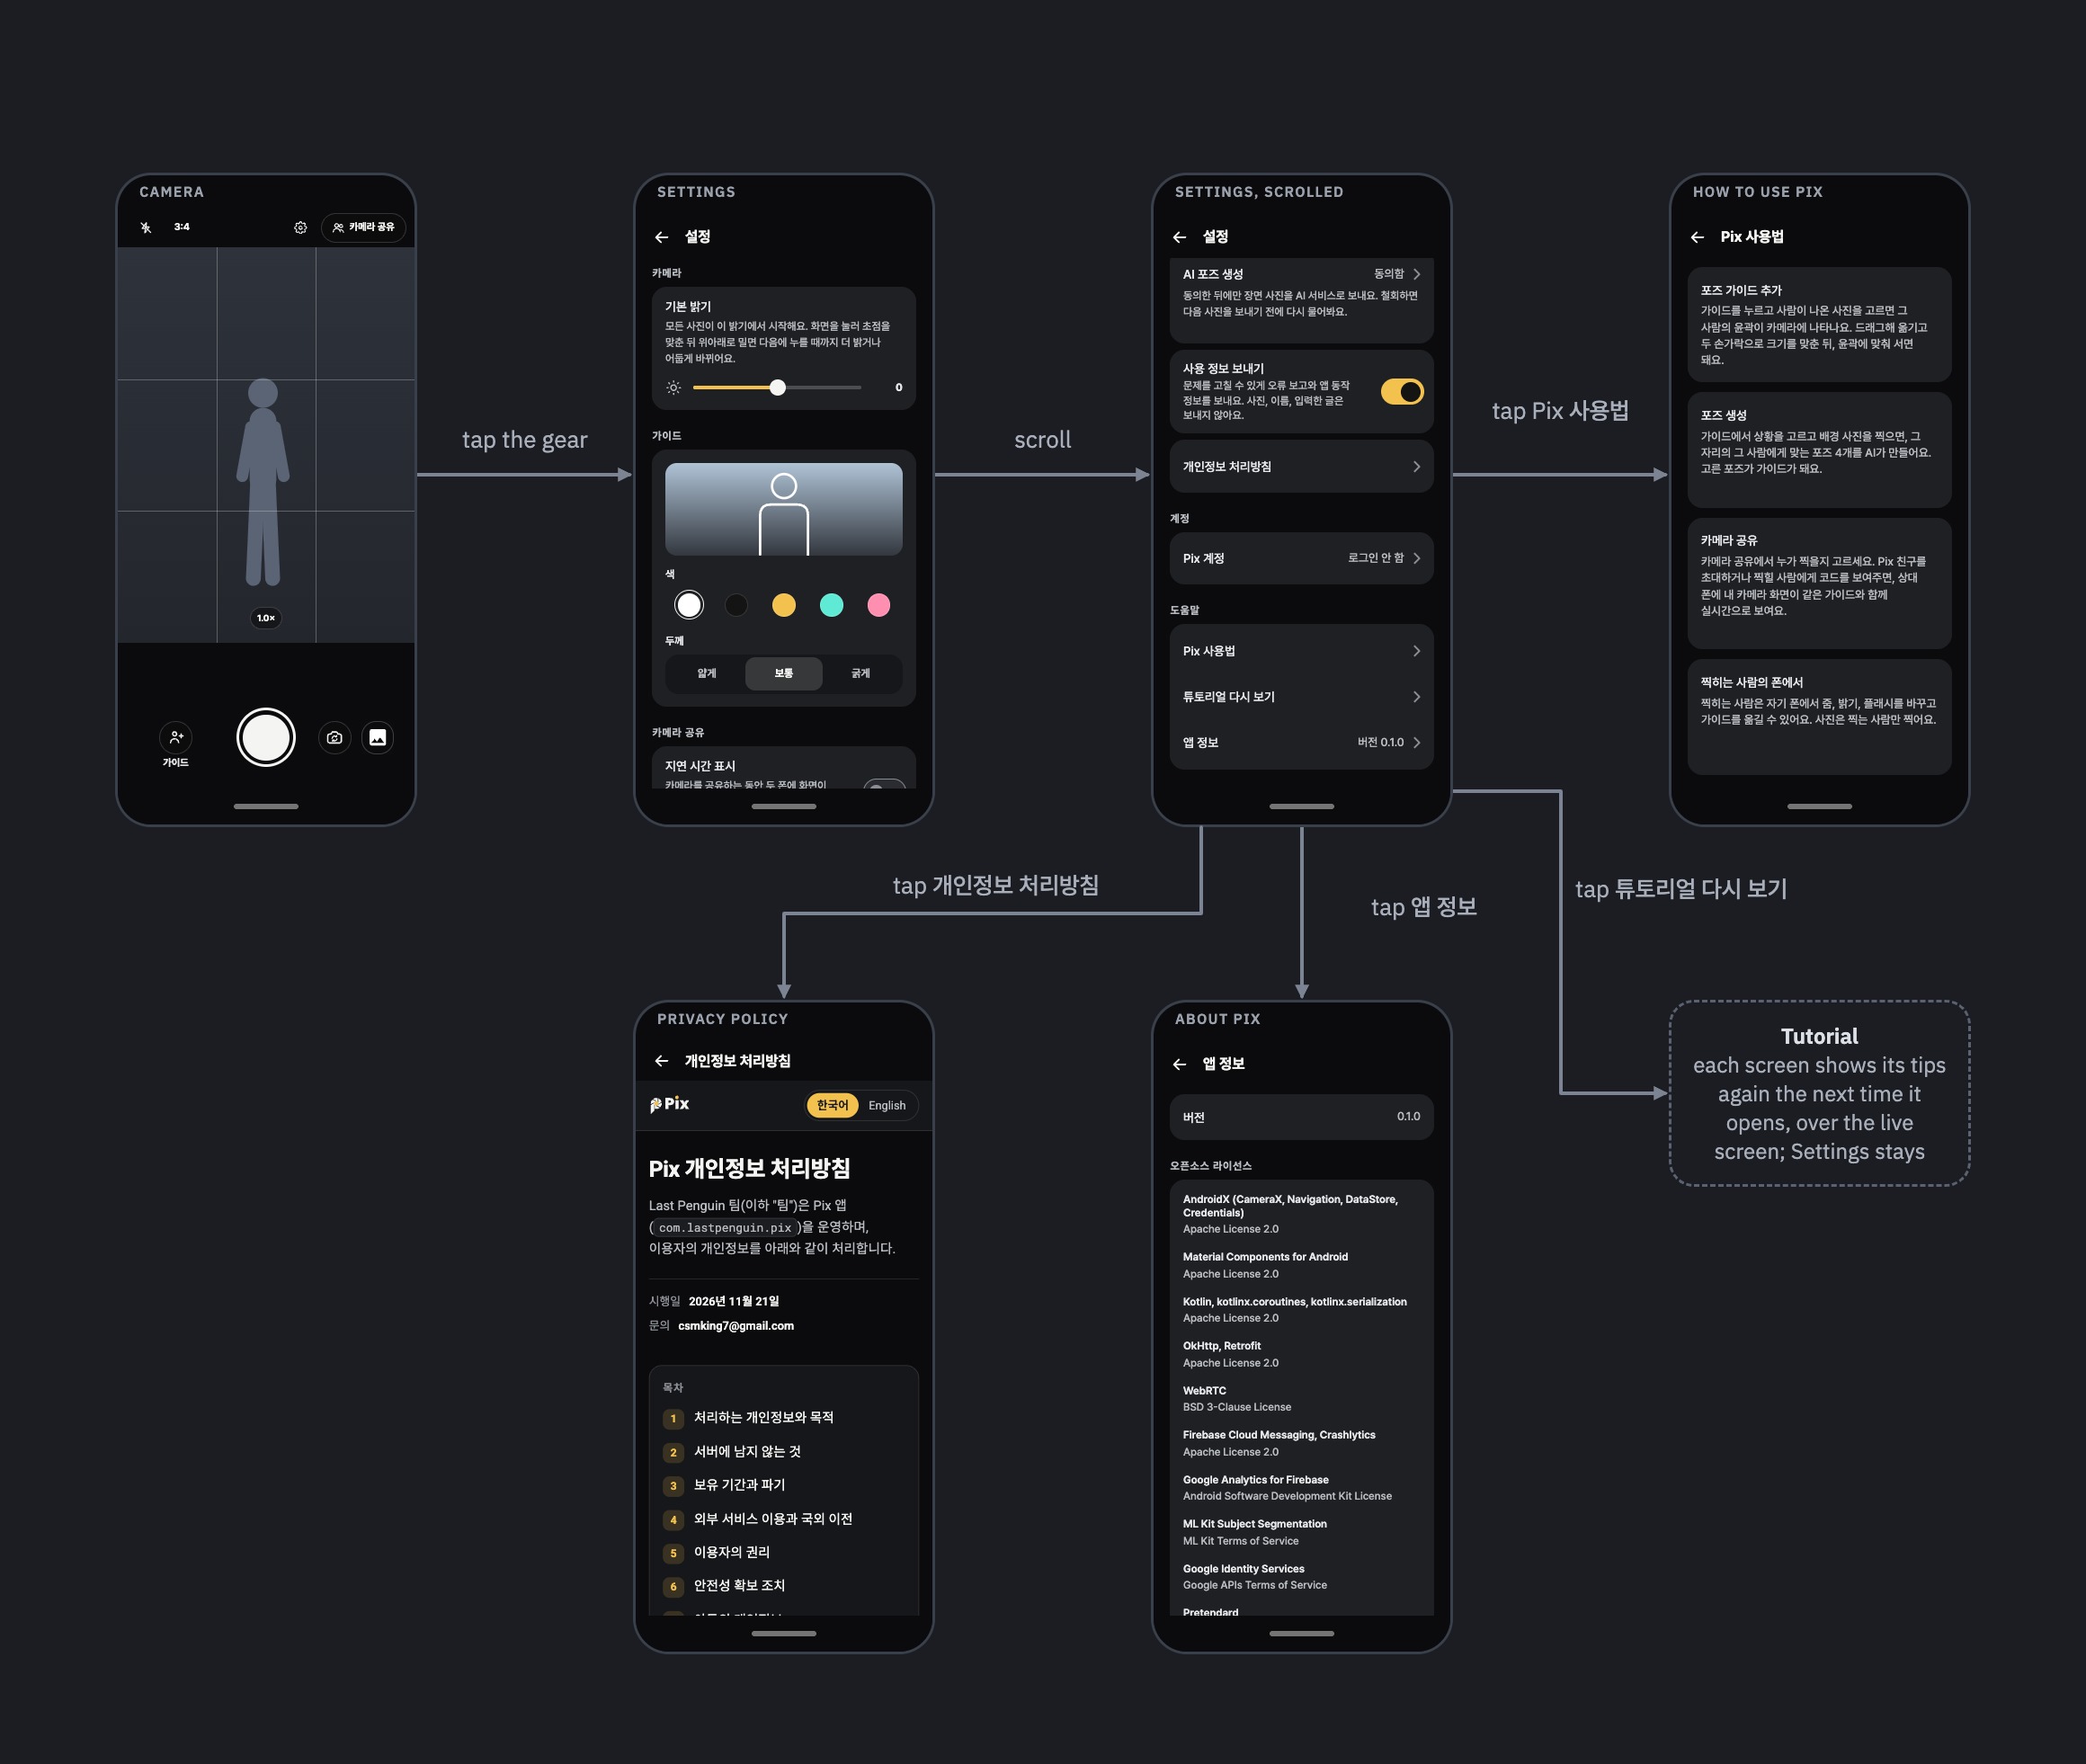 CAMERA
3:4
카메라 공유
1.0×
가이드
tap the gear
SETTINGS
설정
카메라
기본 밝기
모든 사진이 이 밝기에서 시작해요. 화면을 눌러 초점을
맞춘 뒤 위아래로 밀면 다음에 누를 때까지 더 밝거나
어둡게 바뀌어요.
0
가이드
색
두께
얇게
보통
굵게
카메라 공유
지연 시간 표시
카메라를 공유하는 동안 두 폰에 화면이
scroll
SETTINGS, SCROLLED
설정
AI 포즈 생성
동의함
동의한 뒤에만 장면 사진을 AI 서비스로 보내요. 철회하면
다음 사진을 보내기 전에 다시 물어봐요.
사용 정보 보내기
문제를 고칠 수 있게 오류 보고와 앱 동작
정보를 보내요. 사진, 이름, 입력한 글은
보내지 않아요.
개인정보 처리방침
계정
Pix 계정
로그인 안 함
도움말
Pix 사용법
튜토리얼 다시 보기
앱 정보
버전 0.1.0
tap Pix 사용법
HOW TO USE PIX
Pix 사용법
포즈 가이드 추가
가이드를 누르고 사람이 나온 사진을 고르면 그
사람의 윤곽이 카메라에 나타나요. 드래그해 옮기고
두 손가락으로 크기를 맞춘 뒤, 윤곽에 맞춰 서면
돼요.
포즈 생성
가이드에서 상황을 고르고 배경 사진을 찍으면, 그
자리의 그 사람에게 맞는 포즈 4개를 AI가 만들어요.
고른 포즈가 가이드가 돼요.
카메라 공유
카메라 공유에서 누가 찍을지 고르세요. Pix 친구를
초대하거나 찍힐 사람에게 코드를 보여주면, 상대
폰에 내 카메라 화면이 같은 가이드와 함께
실시간으로 보여요.
찍히는 사람의 폰에서
찍히는 사람은 자기 폰에서 줌, 밝기, 플래시를 바꾸고
가이드를 옮길 수 있어요. 사진은 찍는 사람만 찍어요.
tap 개인정보 처리방침
tap 앱 정보
tap 튜토리얼 다시 보기
PRIVACY POLICY
개인정보 처리방침
Pix
한국어
English
Pix 개인정보 처리방침
Last Penguin 팀(이하 "팀")은 Pix 앱
(com.lastpenguin.pix)을 운영하며,
이용자의 개인정보를 아래와 같이 처리합니다.
시행일 2026년 11월 21일
문의 csmking7@gmail.com
목차
1 처리하는 개인정보와 목적
2 서버에 남지 않는 것
3 보유 기간과 파기
4 외부 서비스 이용과 국외 이전
5 이용자의 권리
6 안전성 확보 조치
ABOUT PIX
앱 정보
버전
0.1.0
오픈소스 라이선스
AndroidX (CameraX, Navigation, DataStore,
Credentials)
Apache License 2.0
Material Components for Android
Apache License 2.0
Kotlin, kotlinx.coroutines, kotlinx.serialization
Apache License 2.0
OkHttp, Retrofit
Apache License 2.0
WebRTC
BSD 3-Clause License
Firebase Cloud Messaging, Crashlytics
Apache License 2.0
Google Analytics for Firebase
Android Software Development Kit License
ML Kit Subject Segmentation
ML Kit Terms of Service
Google Identity Services
Google APIs Terms of Service
Pretendard
Tutorial
each screen shows its tips
again the next time it
opens, over the live
screen; Settings stays